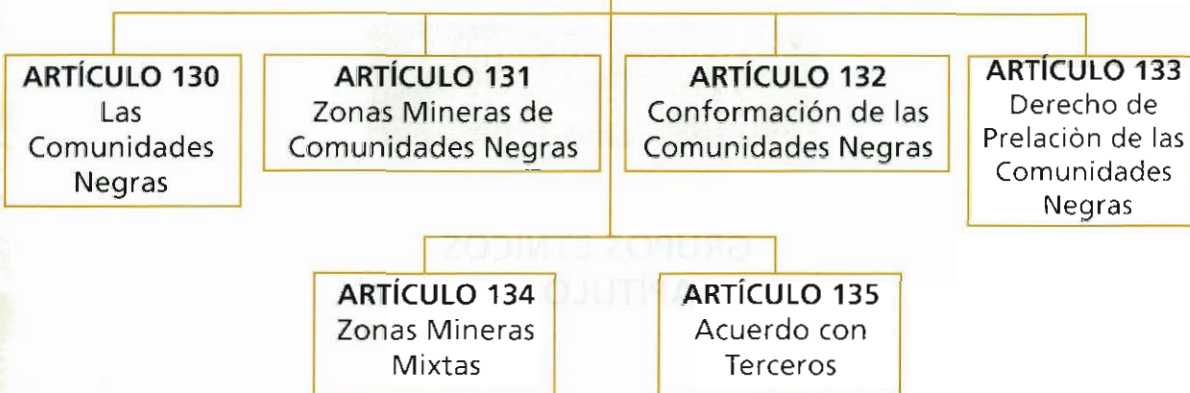 ARTÍCULO 130
Las
Comunidades
Negras
ARTÍCULO 131
Zonas Mineras de
Comunidades Negras
ARTÍCULO 132
Conformación de las
Comunidades Negras
ARTÍCULO 133
Derecho de
Prelaciòn de las
Comunidades
Negras
ARTÍCULO 134
Zonas Mineras
Mixtas
ARTÍCULO 135
Acuerdo con
Terceros
GRUPOS ETNICOS